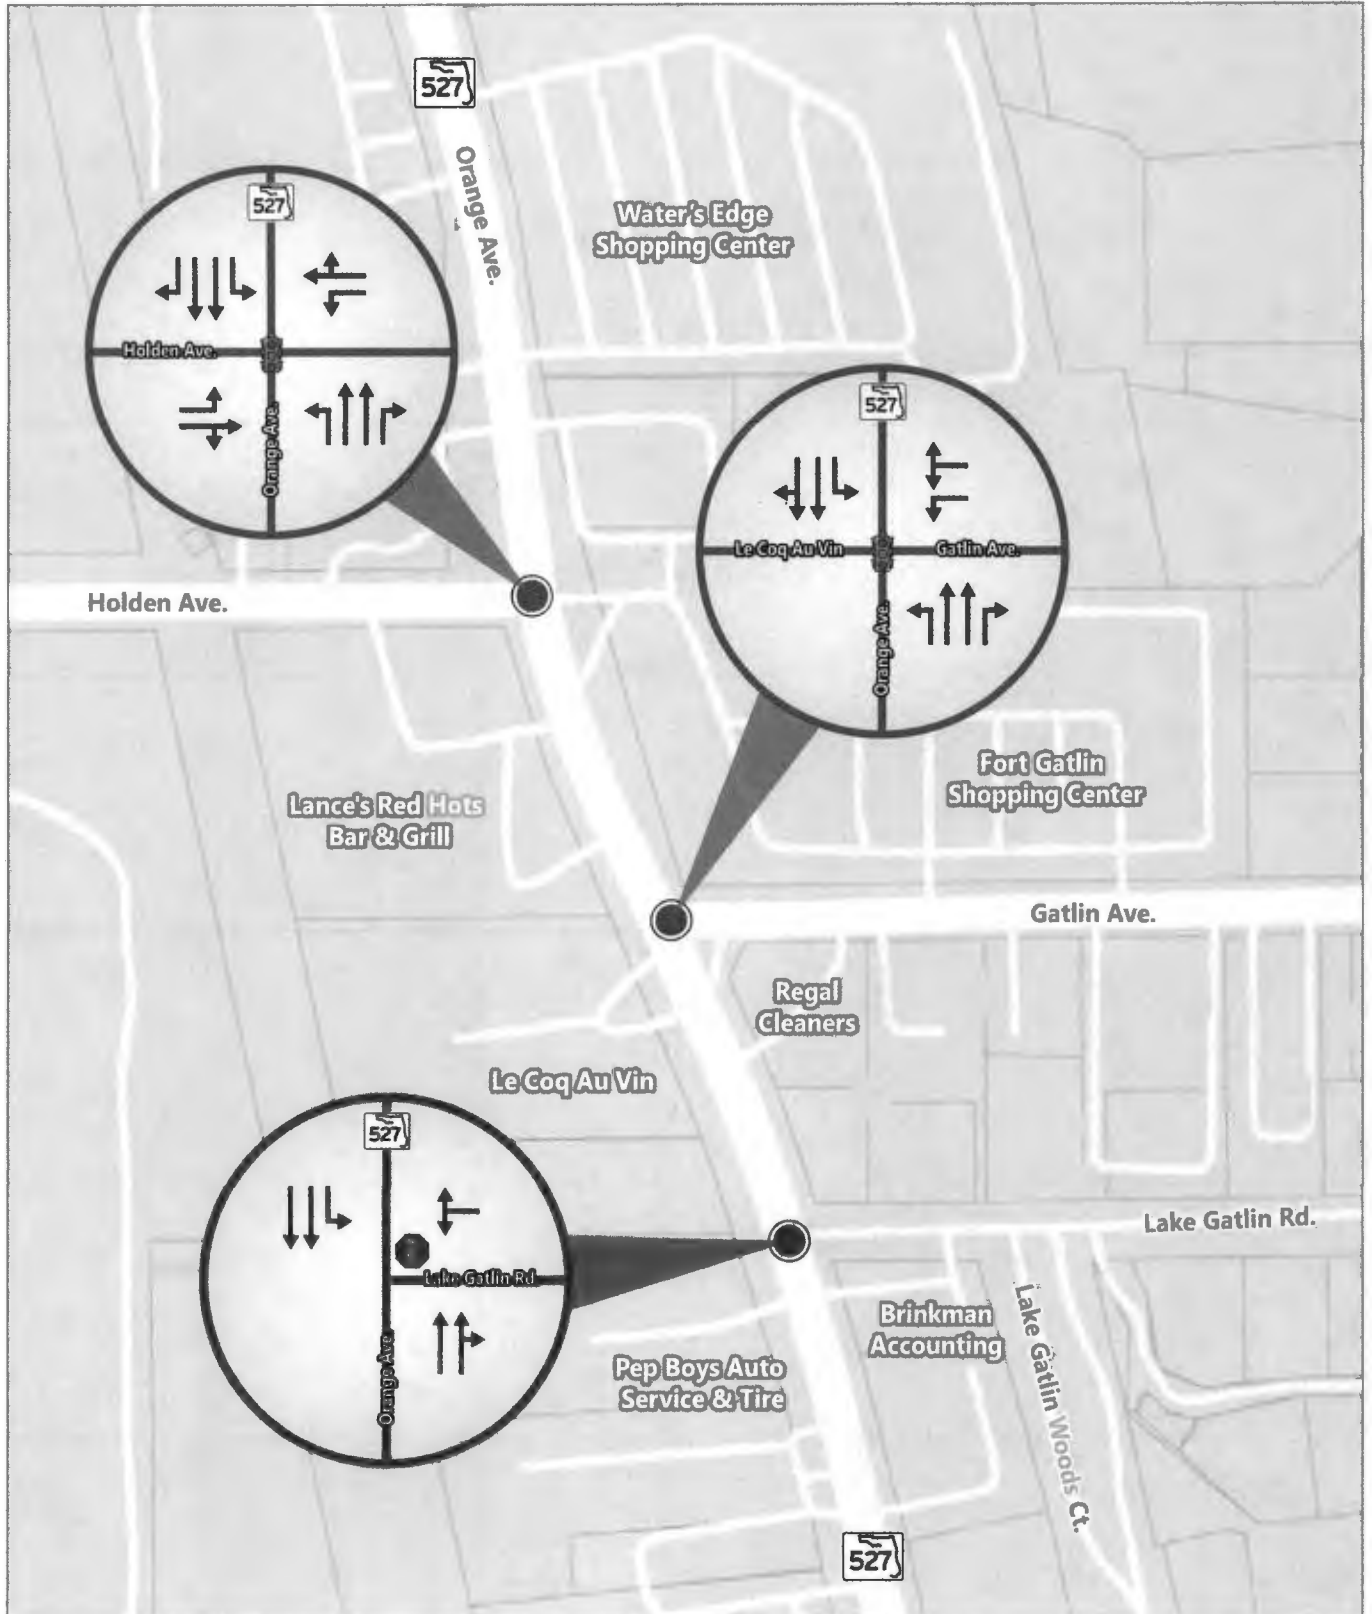 527
Orange Ave.
Water's Edge
Shopping Center
527
Holden Ave.
Orange Ave.
527
Le Coq Au Vin
Gatlin Ave.
Orange Ave.
Holden Ave.
Fort Gatlin
Shopping Center
Lance's Red Hots
Bar & Grill
Gatlin Ave.
Regal
Cleaners
Le Coq Au Vin
527
Lake Gatlin Rd.
Orange Ave.
Lake Gatlin Rd.
Brinkman
Accounting
Lake Gatlin Woods Ct.
Pep Boys Auto
Service & Tire
527